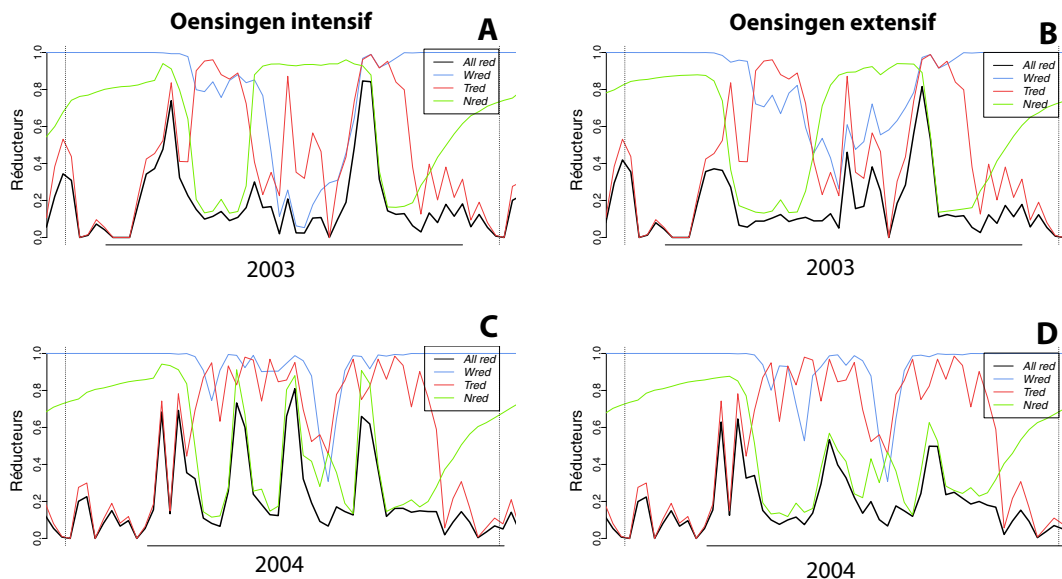 Oensingen intensif
Oensingen extensif
A
Réducteurs
0,0 0,2 0,4 0,6 0,8 1,0
All red
Wred
Tred
Nred
2003
B
Réducteurs
0,0 0,2 0,4 0,6 0,8 1,0
All red
Wred
Tred
Nred
2003
C
Réducteurs
0,0 0,2 0,4 0,6 0,8 1,0
All red
Wred
Tred
Nred
2004
D
Réducteurs
0,0 0,2 0,4 0,6 0,8 1,0
All red
Wred
Tred
Nred
2004